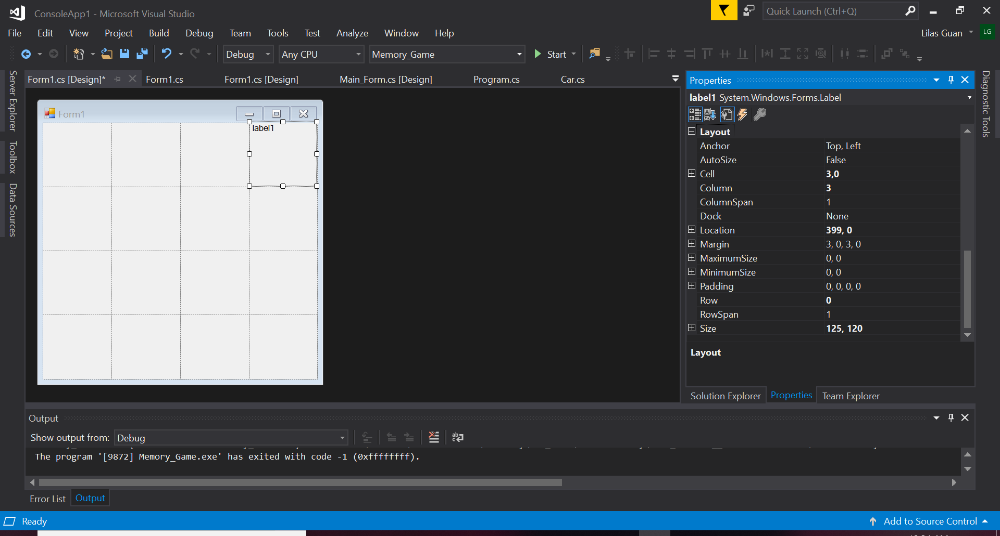 ConsoleApp1 - Microsoft Visual Studio
Quick Launch (Ctrl+Q)
File Edit View Project Build Debug Team Tools Test Analyze Window Help
Lilas Guan LG
Debug Any CPU Memory_Game Start
Server Explorer
Toolbox
Data Sources
Form1.cs [Design]* Form1.cs Form1.cs [Design] Main_Form.cs [Design] Program.cs Car.cs
Form1
label1
Properties
label1 System.Windows.Forms.Label
Layout
Anchor Top, Left
AutoSize False
Cell 3,0
Column 3
ColumnSpan 1
Dock None
Location 399, 0
Margin 3, 0, 3, 0
MaximumSize 0, 0
MinimumSize 0, 0
Padding 0, 0, 0, 0
Row 0
RowSpan 1
Size 125, 120
Layout
Solution Explorer Properties Team Explorer
Diagnostic Tools
Output
Show output from: Debug
The program '[9872] Memory_Game.exe' has exited with code -1 (0xffffffff).
Error List Output
Ready
Add to Source Control